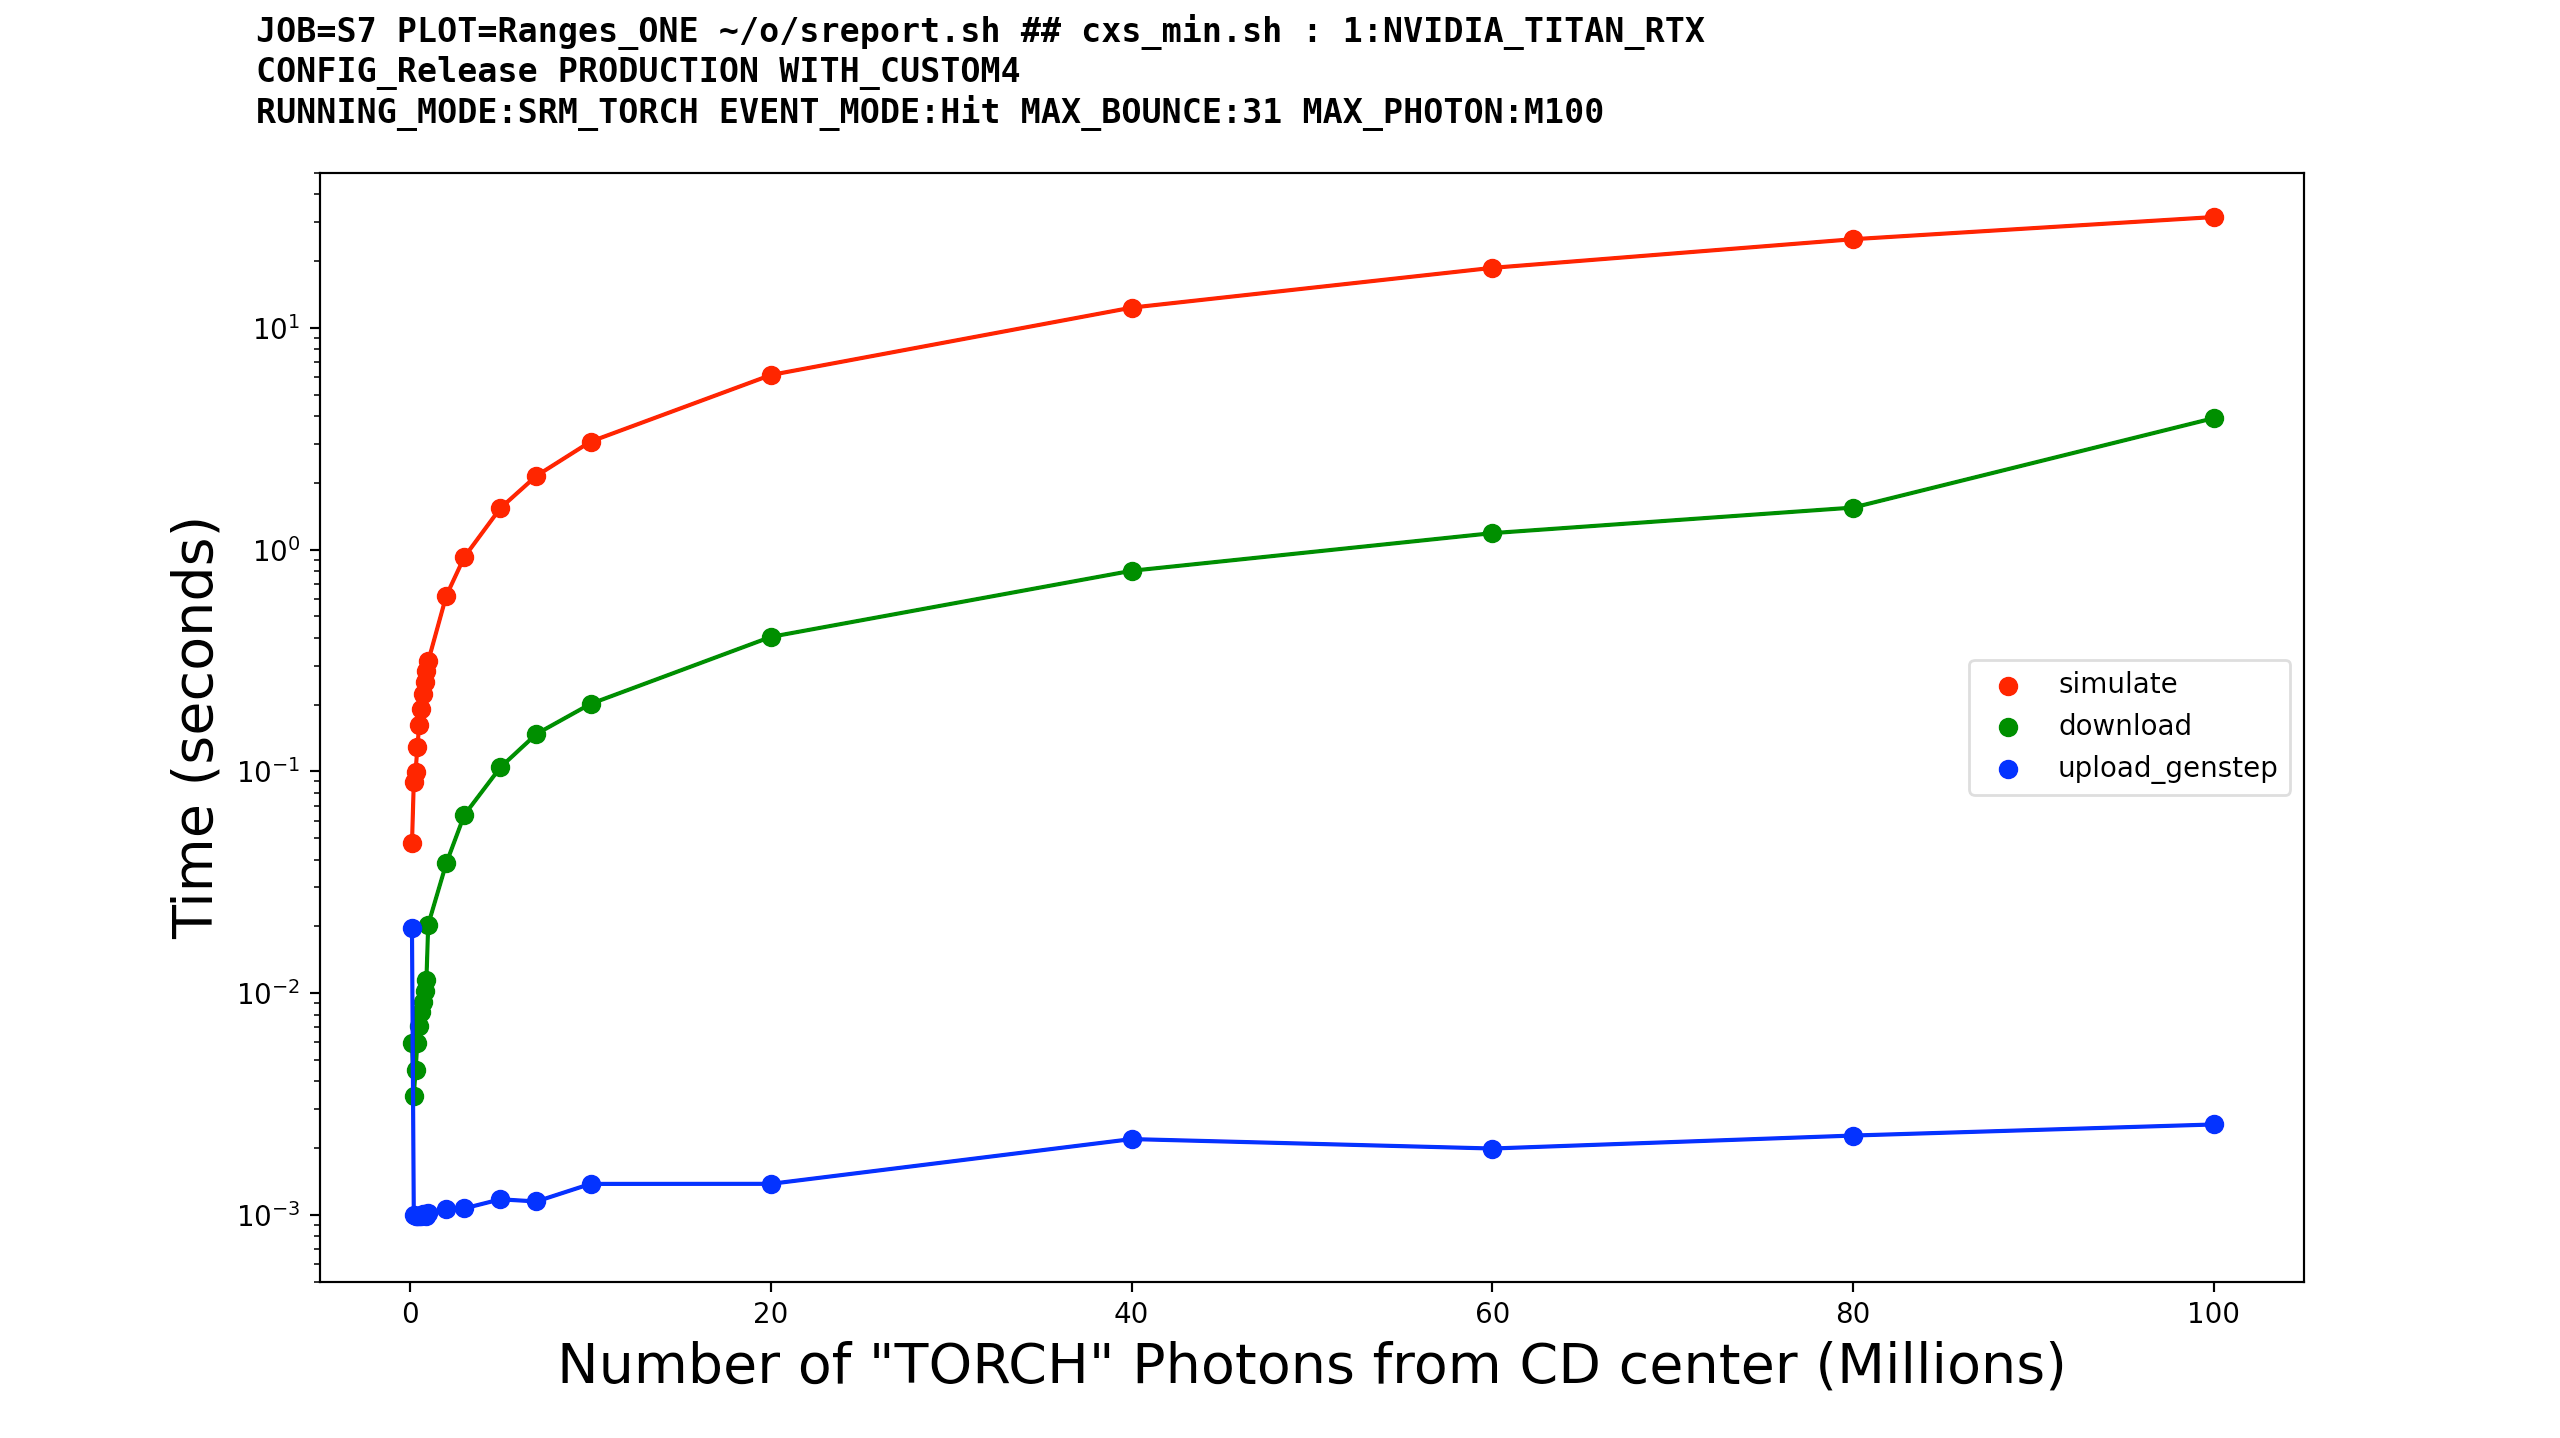 JOB=S7 PLOT=Ranges_ONE ~/o/sreport.sh ## cxs_min.sh : 1:NVIDIA_TITAN_RTX
CONFIG_Release PRODUCTION WITH_CUSTOM4
RUNNING_MODE:SRM_TORCH EVENT_MODE:Hit MAX_BOUNCE:31 MAX_PHOTON:M100
Time (seconds)
10¹
10⁰
10⁻¹
10⁻²
10⁻³
simulate
download
upload_genstep
0 20 40 60 80 100
Number of "TORCH" Photons from CD center (Millions)